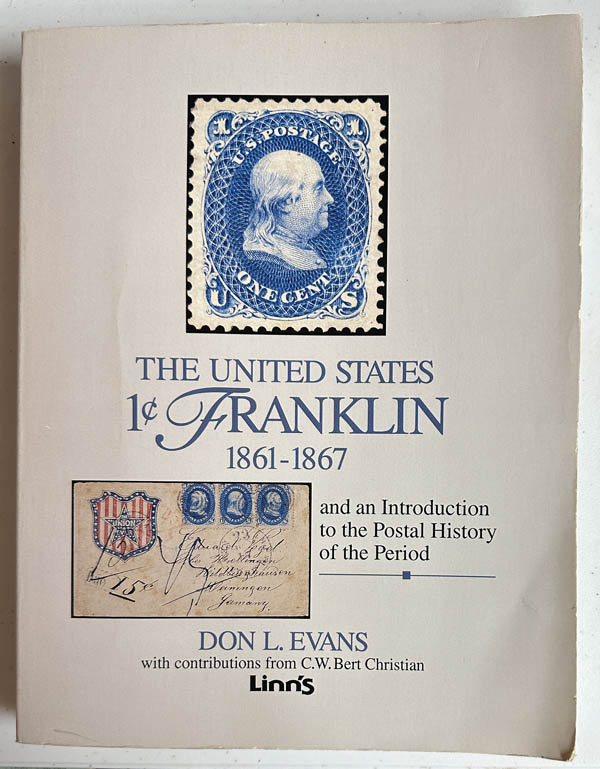 1 1
U.S. POSTAGE
ONE CENT.
U S
THE UNITED STATES
1¢ FRANKLIN
1861-1867
and an Introduction
to the Postal History
of the Period
UNION
15¢
Germany.
DON L. EVANS
with contributions from C.W. Bert Christian
Linn's